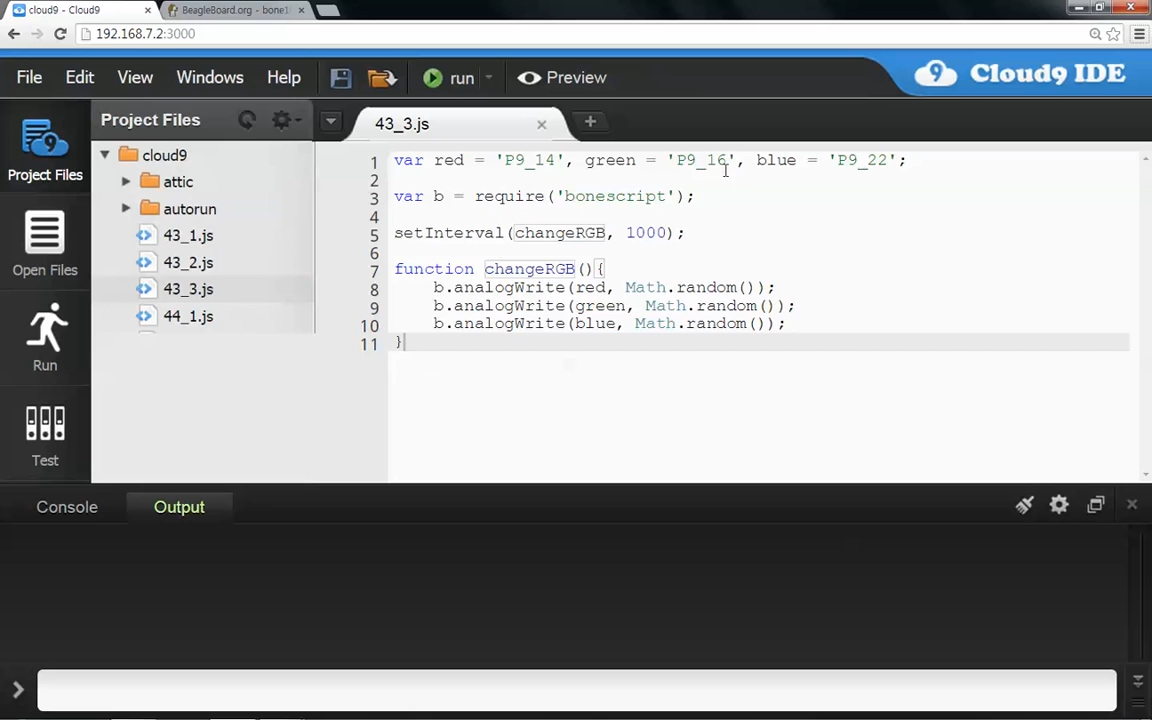 cloud9 - Cloud9
BeagleBoard.org - bone1
192.168.7.2:3000
File Edit View Windows Help run Preview Cloud9 IDE
Project Files
43_3.js
Project Files
cloud9
attic
autorun
43_1.js
43_2.js
43_3.js
44_1.js
Open Files
Run
Test
1 var red = 'P9_14', green = 'P9_16', blue = 'P9_22';
2
3 var b = require('bonescript');
4
5 setInterval(changeRGB, 1000);
6
7 function changeRGB(){
8 b.analogWrite(red, Math.random());
9 b.analogWrite(green, Math.random());
10 b.analogWrite(blue, Math.random());
11 }
Console Output